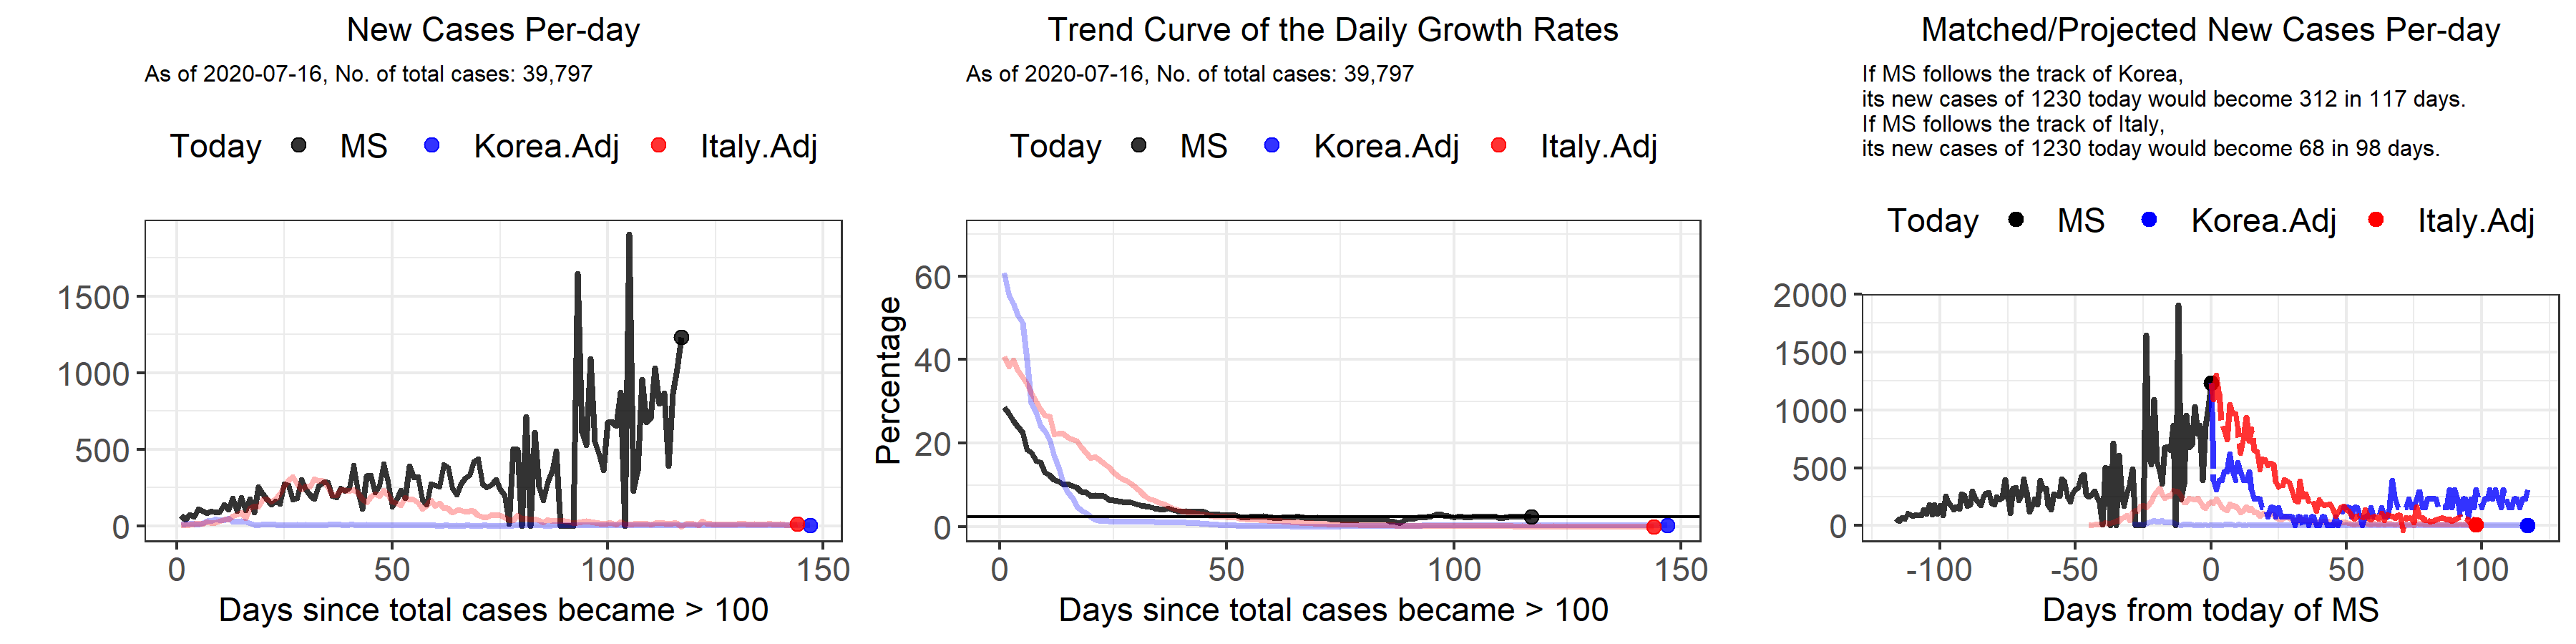 New Cases Per-day
As of 2020-07-16, No. of total cases: 39,797
Today MS Korea.Adj Italy.Adj
1500
1000
500
0
0 50 100 150
Days since total cases became > 100
Trend Curve of the Daily Growth Rates
As of 2020-07-16, No. of total cases: 39,797
Today MS Korea.Adj Italy.Adj
Percentage
60
40
20
0
0 50 100 150
Days since total cases became > 100
Matched/Projected New Cases Per-day
If MS follows the track of Korea,
its new cases of 1230 today would become 312 in 117 days.
If MS follows the track of Italy,
its new cases of 1230 today would become 68 in 98 days.
Today MS Korea.Adj Italy.Adj
2000
1500
1000
500
0
-100 -50 0 50 100
Days from today of MS